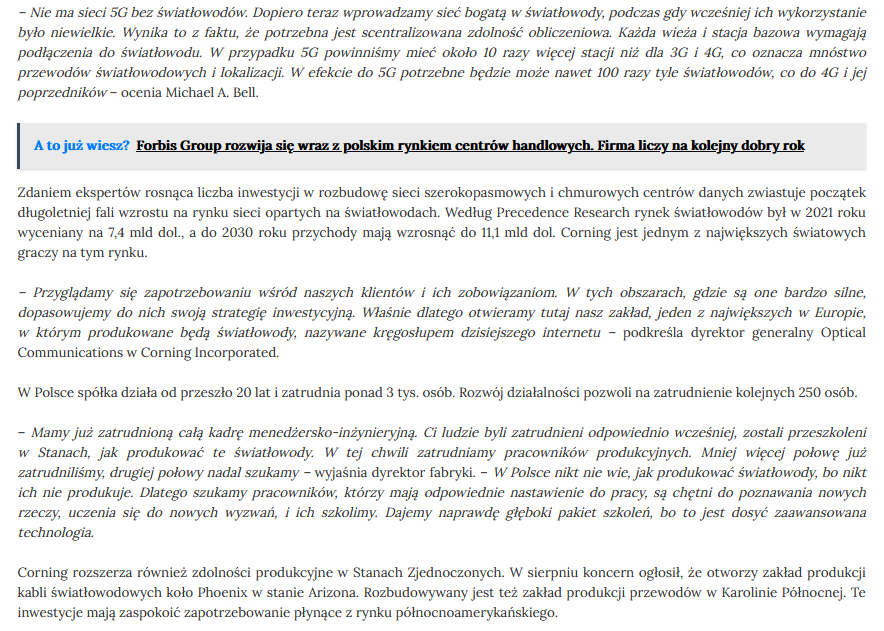 – Nie ma sieci 5G bez światłowodów. Dopiero teraz wprowadzamy sieć bogatą w światłowody, podczas gdy wcześniej ich wykorzystanie
było niewielkie. Wynika to z faktu, że potrzebna jest scentralizowana zdolność obliczeniowa. Każda wieża i stacja bazowa wymagają
podłączenia do światłowodu. W przypadku 5G powinniśmy mieć około 10 razy więcej stacji niż dla 3G i 4G, co oznacza mnóstwo
przewodów światłowodowych i lokalizacji. W efekcie do 5G potrzebne będzie może nawet 100 razy tyle światłowodów, co do 4G i jej
poprzedników – ocenia Michael A. Bell.
A to już wiesz? Forbis Group rozwija się wraz z polskim rynkiem centrów handlowych. Firma liczy na kolejny dobry rok
Zdaniem ekspertów rosnąca liczba inwestycji w rozbudowę sieci szerokopasmowych i chmurowych centrów danych zwiastuje początek
długoletniej fali wzrostu na rynku sieci opartych na światłowodach. Według Precedence Research rynek światłowodów był w 2021 roku
wyceniany na 7,4 mld dol., a do 2030 roku przychody mają wzrosnąć do 11,1 mld dol. Corning jest jednym z największych światowych
graczy na tym rynku.
– Przyglądamy się zapotrzebowaniu wśród naszych klientów i ich zobowiązaniom. W tych obszarach, gdzie są one bardzo silne,
dopasowujemy do nich swoją strategię inwestycyjną. Właśnie dlatego otwieramy tutaj nasz zakład, jeden z największych w Europie,
w którym produkowane będą światłowody, nazywane kręgosłupem dzisiejszego internetu – podkreśla dyrektor generalny Optical
Communications w Corning Incorporated.
W Polsce spółka działa od przeszło 20 lat i zatrudnia ponad 3 tys. osób. Rozwój działalności pozwoli na zatrudnienie kolejnych 250 osób.
– Mamy już zatrudnioną całą kadrę menedżersko-inżynieryjną. Ci ludzie byli zatrudnieni odpowiednio wcześniej, zostali przeszkoleni
w Stanach, jak produkować te światłowody. W tej chwili zatrudniamy pracowników produkcyjnych. Mniej więcej połowę już
zatrudniliśmy, drugiej połowy nadal szukamy – wyjaśnia dyrektor fabryki. – W Polsce nikt nie wie, jak produkować światłowody, bo nikt
ich nie produkuje. Dlatego szukamy pracowników, którzy mają odpowiednie nastawienie do pracy, są chętni do poznawania nowych
rzeczy, uczenia się do nowych wyzwań, i ich szkolimy. Dajemy naprawdę głęboki pakiet szkoleń, bo to jest dosyć zaawansowana
technologia.
Corning rozszerza również zdolności produkcyjne w Stanach Zjednoczonych. W sierpniu koncern ogłosił, że otworzy zakład produkcji
kabli światłowodowych koło Phoenix w stanie Arizona. Rozbudowywany jest też zakład produkcji przewodów w Karolinie Północnej. Te
inwestycje mają zaspokoić zapotrzebowanie płynące z rynku północnoamerykańskiego.